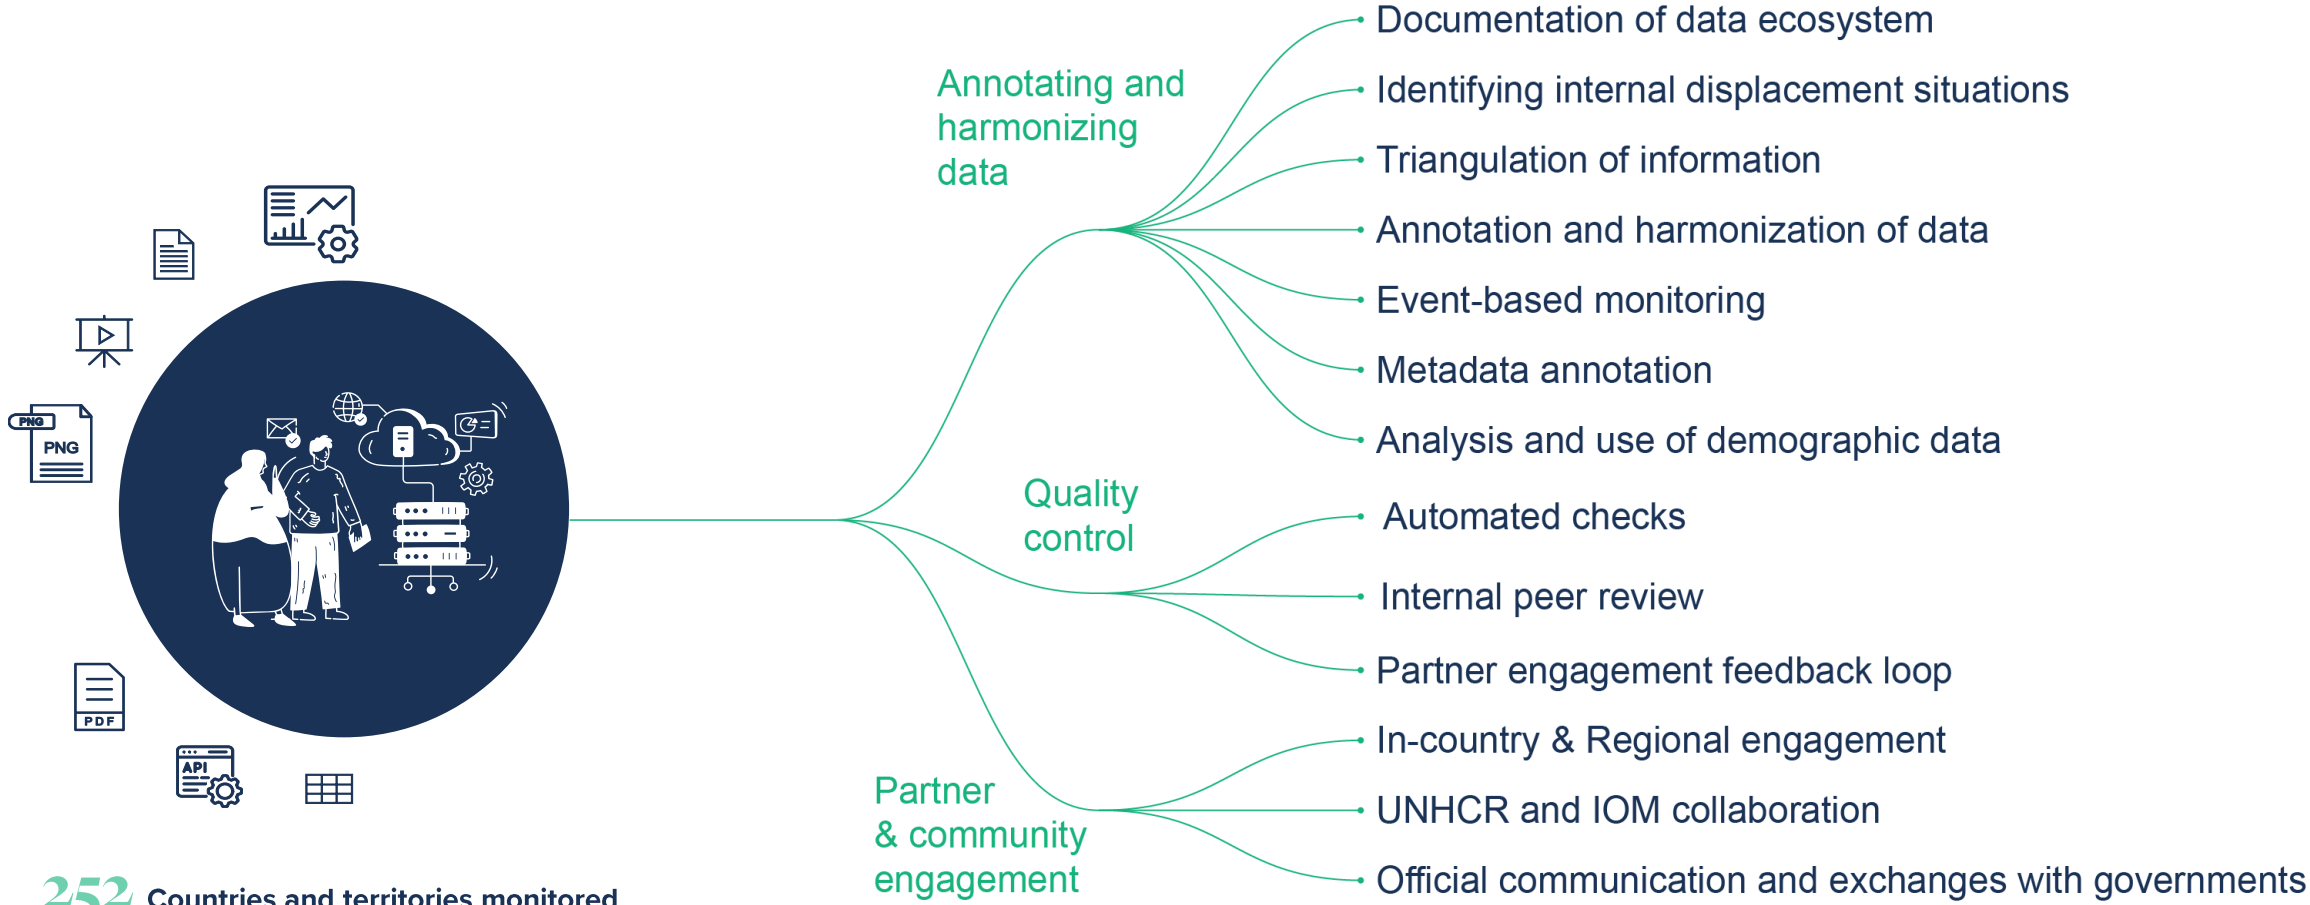 Documentation of data ecosystem
Annotating and
harmonizing
data
Identifying internal displacement situations
Triangulation of information
Annotation and harmonization of data
Event-based monitoring
Metadata annotation
Analysis and use of demographic data
PNG
PNG
Quality
control
Automated checks
Internal peer review
Partner engagement feedback loop
PDF
API
Partner
& community
engagement
In-country & Regional engagement
UNHCR and IOM collaboration
Official communication and exchanges with governments
252 Countries and territories monitored